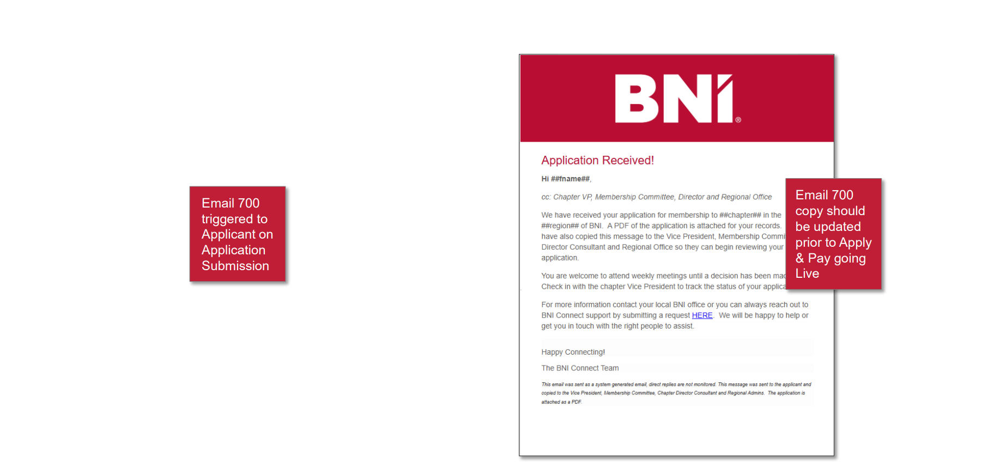 Email 700
triggered to
Applicant on
Application
Submission
BNI®
Application Received!
Hi ##fname##,
cc: Chapter VP, Membership Committee, Director and Regional Office
We have received your application for membership to ##chapter## in the
##region## of BNI.  A PDF of the application is attached for your records.
have also copied this message to the Vice President, Membership
Director Consultant and Regional Office so they can begin reviewing your
application.
You are welcome to attend weekly meetings until a decision has been
Check in with the chapter Vice President to track the status of your
For more information contact your local BNI office or you can always reach out to
BNI Connect support by submitting a request HERE.  We will be happy to help or
get you in touch with the right people to assist.
Happy Connecting!
The BNI Connect Team
This email was sent as a system generated email, direct replies are not monitored. This message was sent to the applicant and
copied to the Vice President, Membership Committee, Chapter Director Consultant and Regional Admins.  The application is
attached as a PDF.
Email 700
copy should
be updated
prior to Apply
& Pay going
Live